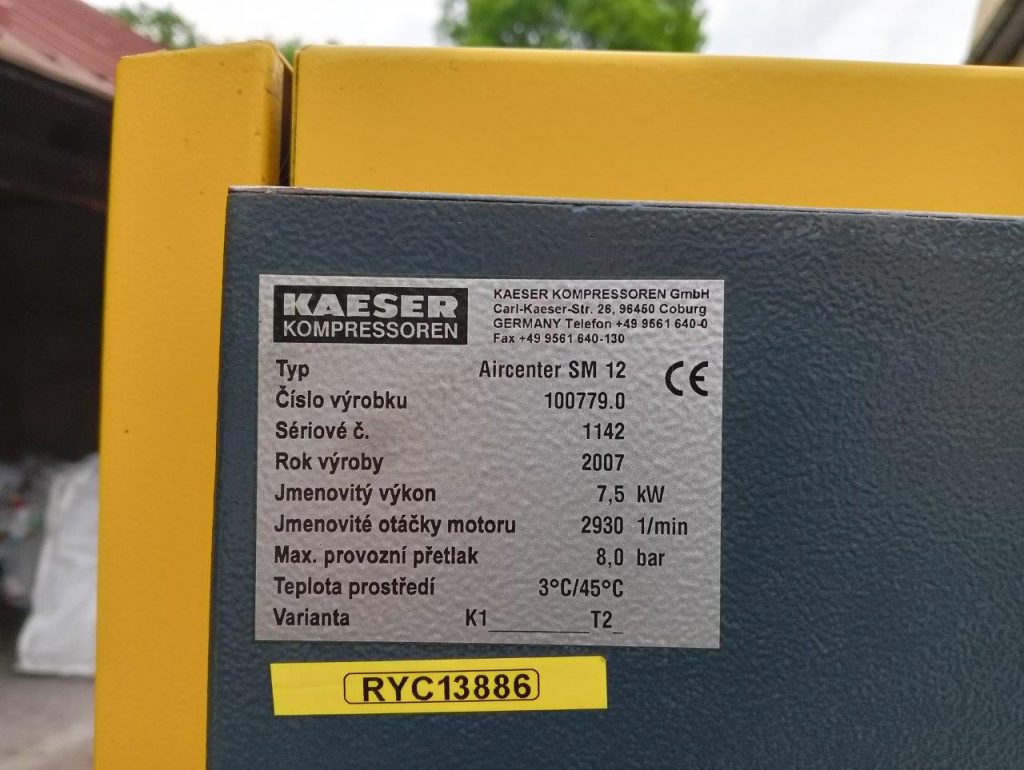 KAESER
KOMPRESSOREN
KAESER KOMPRESSOREN GmbH
Carl-Kaeser-Str. 26, 96450 Coburg
GERMANY Telefon +49 9561 640-0
Fax +49 9561 640-130
Typ Aircenter SM 12
CE
Číslo výrobku 100779.0
Sériové č. 1142
Rok výroby 2007
Jmenovitý výkon 7,5 kW
Jmenovité otáčky motoru 2930 1/min
Max. provozní přetlak 8,0 bar
Teplota prostředí 3°C/45°C
Varianta K1__________T2_
RYC13886